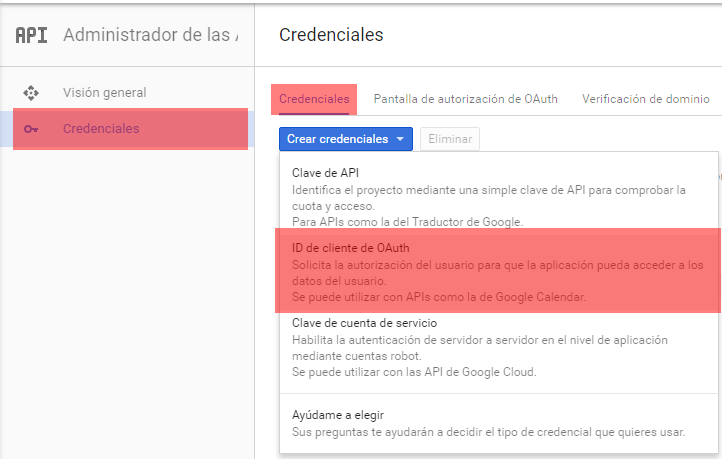 API Administrador de las A
Credenciales
Visión general
Credenciales
Credenciales Pantalla de autorización de OAuth Verificación de dominio
Crear credenciales Eliminar
Clave de API
Identifica el proyecto mediante una simple clave de API para comprobar la
cuota y acceso.
Para APIs como la del Traductor de Google.
ID de cliente de OAuth
Solicita la autorización del usuario para que la aplicación pueda acceder a los
datos del usuario.
Se puede utilizar con APIs como la de Google Calendar.
Clave de cuenta de servicio
Habilita la autenticación de servidor a servidor en el nivel de aplicación
mediante cuentas robot.
Se puede utilizar con las API de Google Cloud.
Ayúdame a elegir
Sus preguntas te ayudarán a decidir el tipo de credencial que quieres usar.